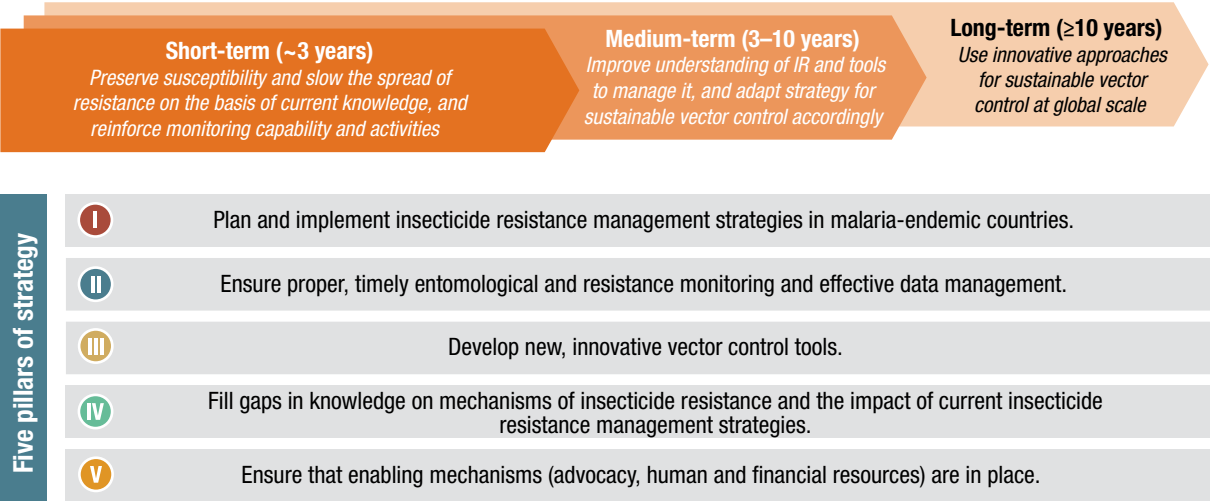 Short-term (~3 years)
Preserve susceptibility and slow the spread of
resistance on the basis of current knowledge, and
reinforce monitoring capability and activities
Medium-term (3–10 years)
Improve understanding of IR and tools
to manage it, and adapt strategy for
sustainable vector control accordingly
Long-term (≥10 years)
Use innovative approaches
for sustainable vector
control at global scale
Five pillars of strategy
I
Plan and implement insecticide resistance management strategies in malaria-endemic countries.
II
Ensure proper, timely entomological and resistance monitoring and effective data management.
III
Develop new, innovative vector control tools.
IV
Fill gaps in knowledge on mechanisms of insecticide resistance and the impact of current insecticide
resistance management strategies.
V
Ensure that enabling mechanisms (advocacy, human and financial resources) are in place.